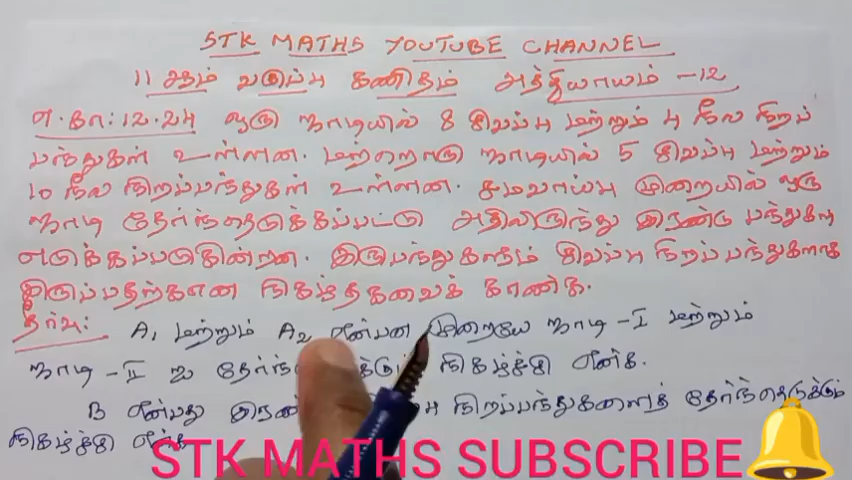 STK MATHS YOUTUBE CHANNEL
11 ஆம் வகுப்பு கணிதம் அத்தியாயம் -12
எ.கா:12.24 ஒரு ஜாடியில் 8 சிவப்பு மற்றும் 4 நீல நிறப்
பந்துகள் உள்ளன. மற்றொரு ஜாடியில் 5 சிவப்பு மற்றும்
10 நீல நிறப்பந்துகள் உள்ளன. சமவாய்ப்பு முறையில் ஒரு
ஜாடி தேர்ந்தெடுக்கப்பட்டு அதிலிருந்து இரண்டு பந்துகள்
எடுக்கப்படுகின்றன. இருபந்துகளும் சிவப்பு நிறப்பந்துகளாக
இருப்பதற்கான நிகழ்தகவைக் காண்க.
தீர்வு: A₁ மற்றும் A₂ என்பன முறையே ஜாடி -I மற்றும்
ஜாடி -II ஐ நிகழ்ச்சி என்க.
B என்பது நிறப்பந்துகளைத் தேர்ந்தெடுக்கும்
நிகழ்ச்சி என்க
STK MATHS SUBSCRIBE